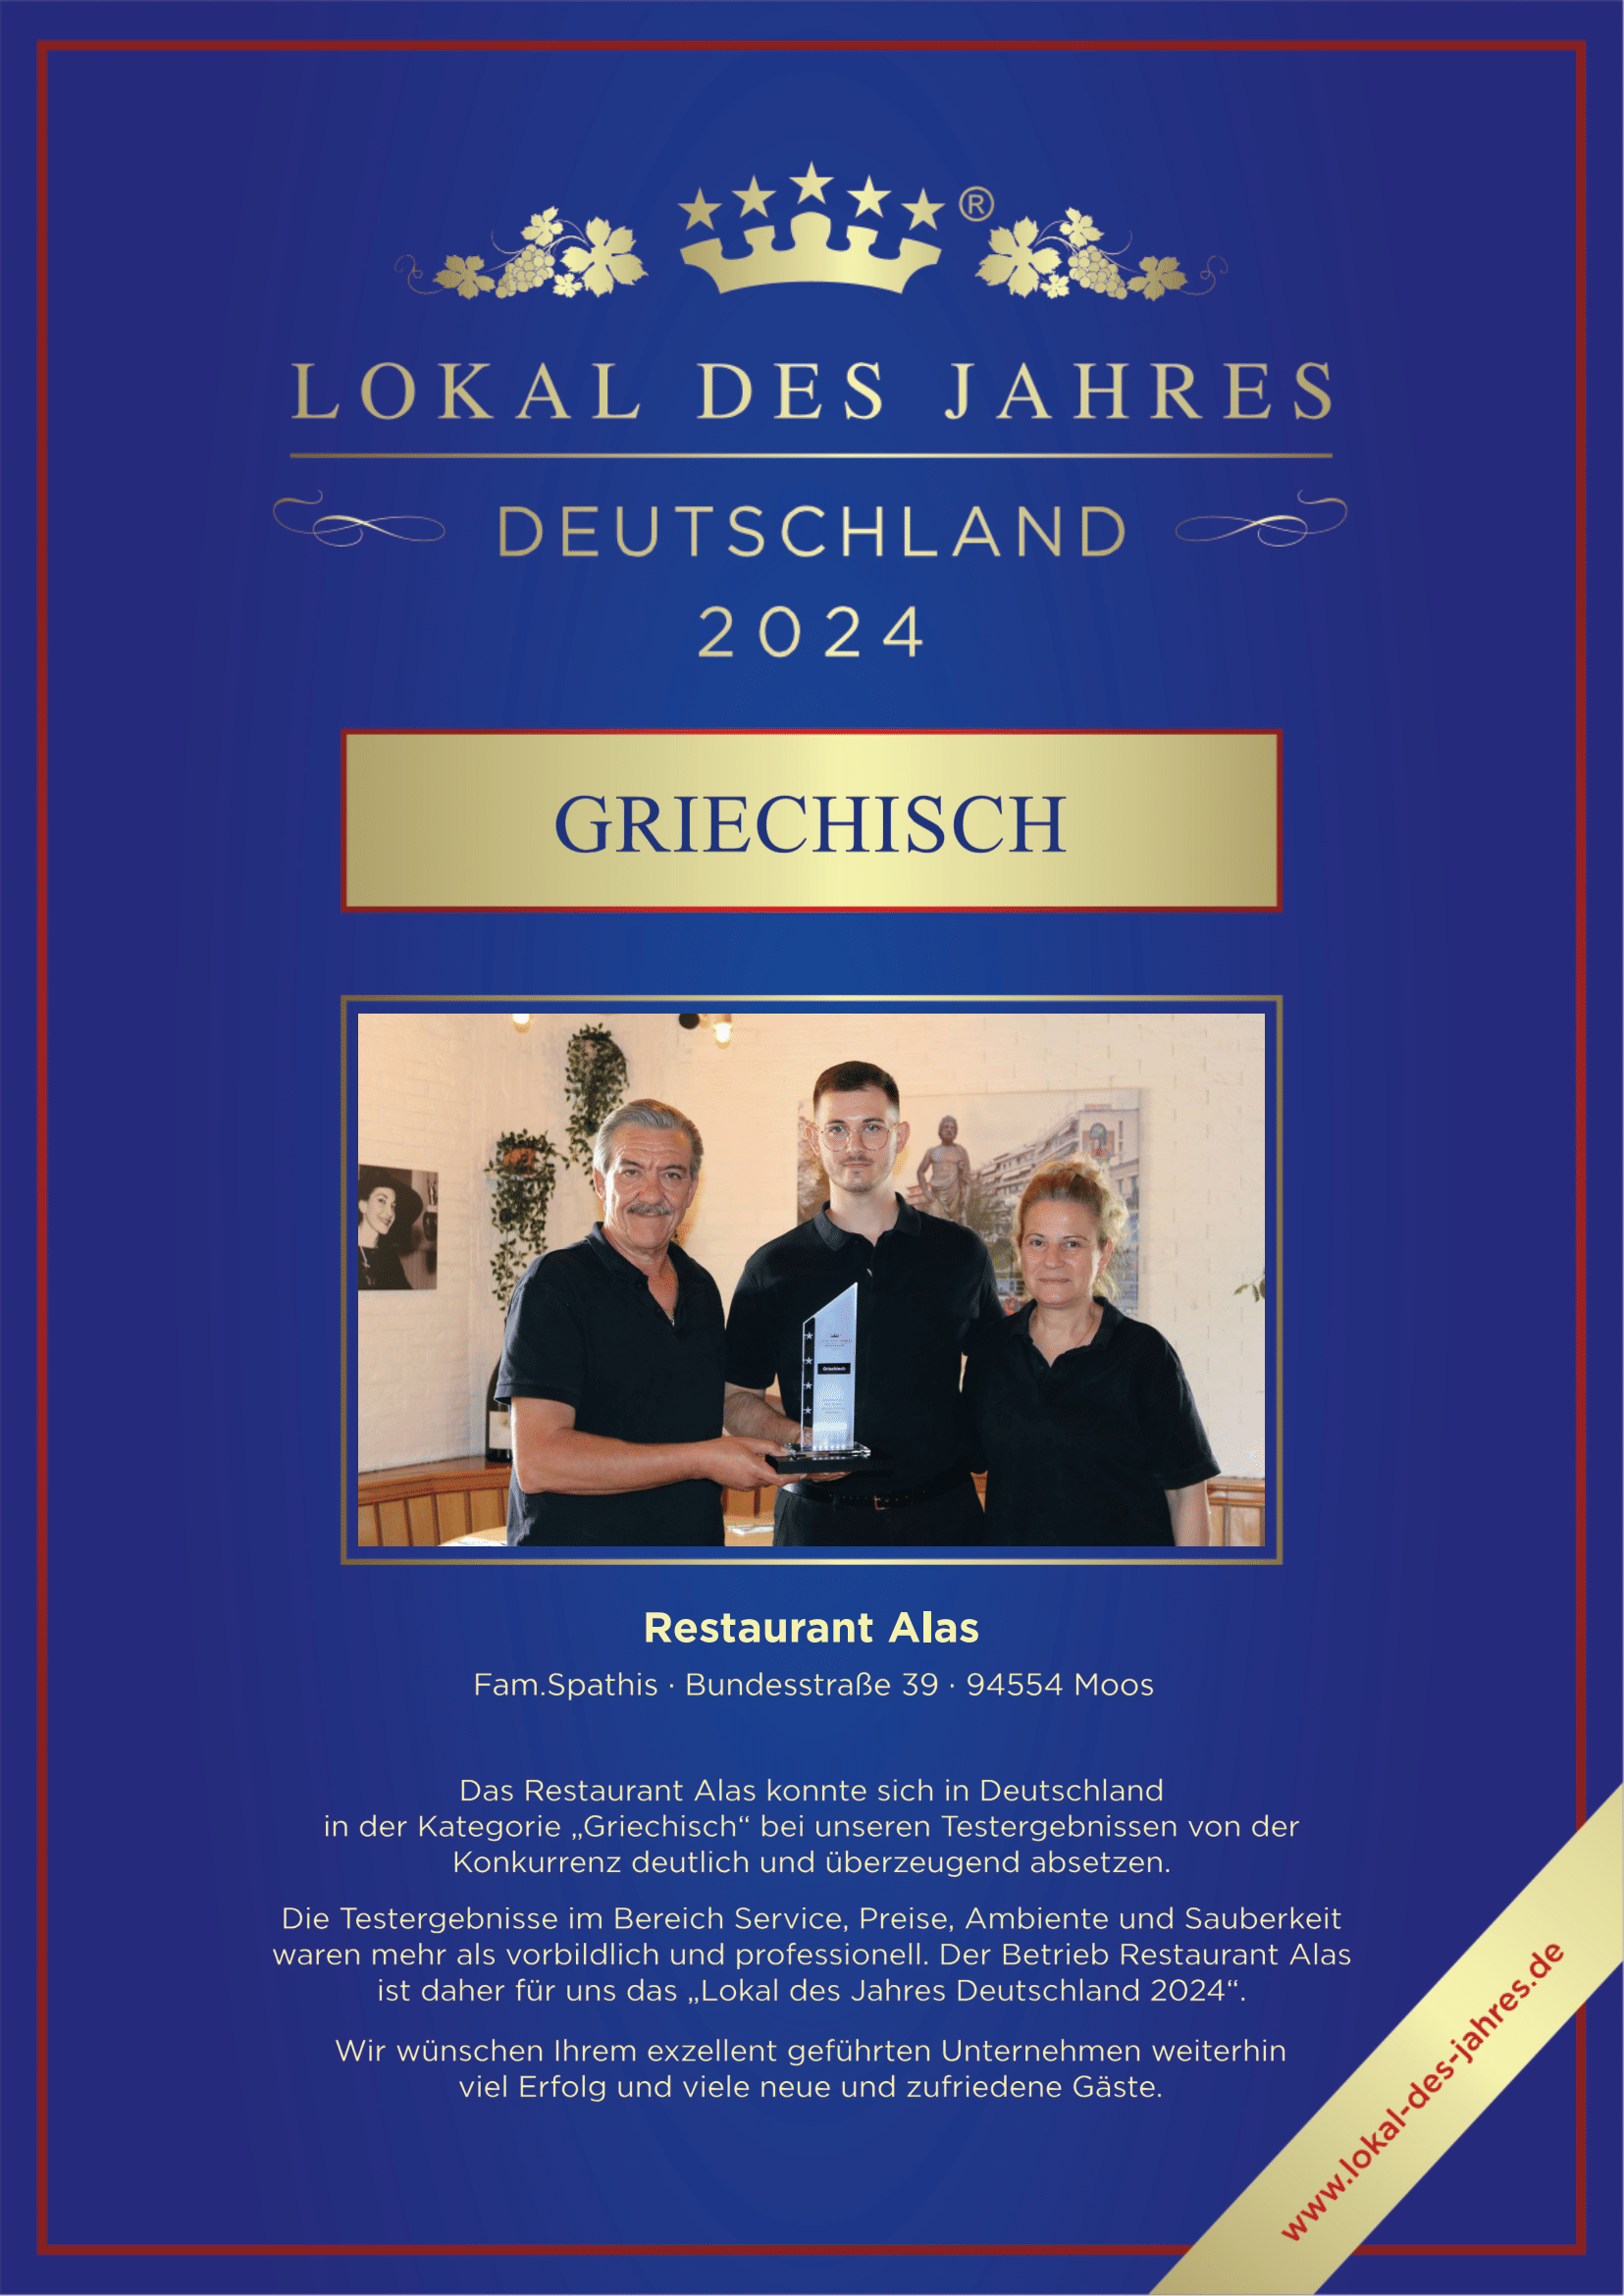 ®
LOKAL DES JAHRES
DEUTSCHLAND
2024
GRIECHISCH
Griechisch
Restaurant Alas
Fam.Spathis · Bundesstraße 39 · 94554 Moos
Das Restaurant Alas konnte sich in Deutschland
in der Kategorie „Griechisch“ bei unseren Testergebnissen von der
Konkurrenz deutlich und überzeugend absetzen.
Die Testergebnisse im Bereich Service, Preise, Ambiente und Sauberkeit
waren mehr als vorbildlich und professionell. Der Betrieb Restaurant Alas
ist daher für uns das „Lokal des Jahres Deutschland 2024“.
Wir wünschen Ihrem exzellent geführten Unternehmen weiterhin
viel Erfolg und viele neue und zufriedene Gäste.
www.lokal-des-jahres.de